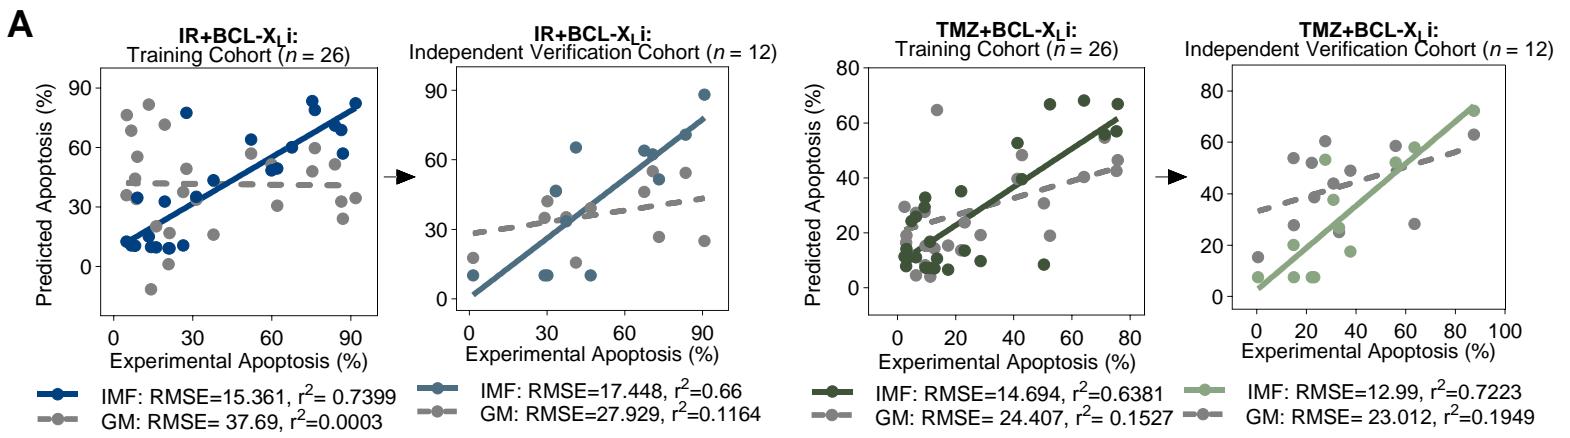 A
IR+BCL-XLi:
Training Cohort (n = 26)
90
60
30
0
Predicted Apoptosis (%)
0 30 60 90
Experimental Apoptosis (%)
IMF: RMSE=15.361, r2= 0.7399
GM: RMSE= 37.69, r2=0.0003
IR+BCL-XLi:
Independent Verification Cohort (n = 12)
90
60
30
0
0 30 60 90
Experimental Apoptosis (%)
IMF: RMSE=17.448, r2=0.66
GM: RMSE=27.929, r2=0.1164
TMZ+BCL-XLi:
Training Cohort (n = 26)
80
60
40
20
0
Predicted Apoptosis (%)
0 20 40 60 80
Experimental Apoptosis (%)
IMF: RMSE=14.694, r2=0.6381
GM: RMSE= 24.407, r2= 0.1527
TMZ+BCL-XLi:
Independent Verification Cohort (n = 12)
80
60
40
20
0
0 20 40 60 80 100
Experimental Apoptosis (%)
IMF: RMSE=12.99, r2=0.7223
GM: RMSE= 23.012, r2=0.1949